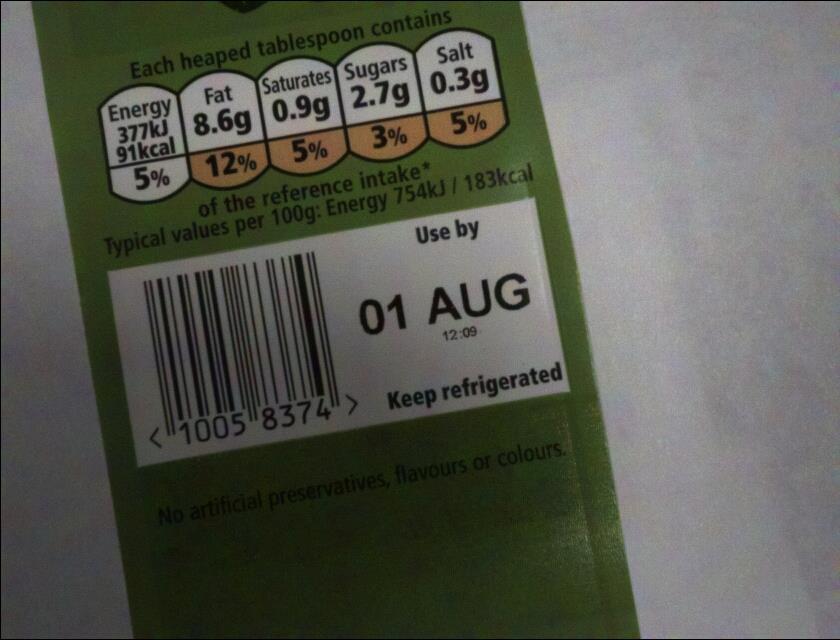 Each heaped tablespoon contains
Energy 377kJ 91kcal 5%
Fat 8.6g 12%
Saturates 0.9g 5%
Sugars 2.7g 3%
Salt 0.3g 5%
of the reference intake*
Typical values per 100g: Energy 754kJ / 183kcal
Use by
01 AUG
12:09
Keep refrigerated
< 1005 8374 >
No artificial preservatives, flavours or colours.